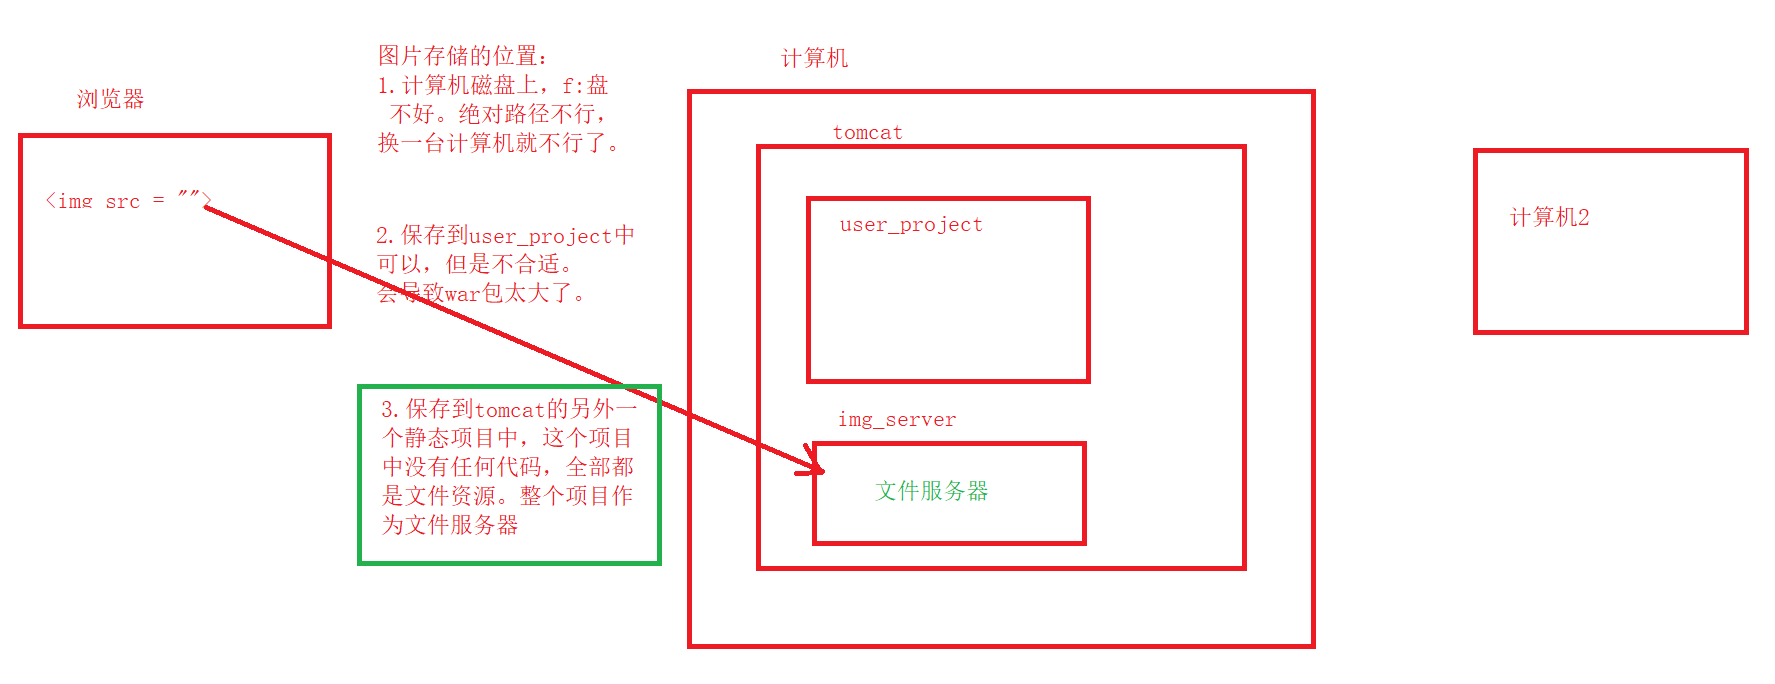 浏览器
<img src = "">
图片存储的位置：
1.计算机磁盘上，f:盘
不好。绝对路径不行，
换一台计算机就不行了。
2.保存到user_project中
可以，但是不合适。
会导致war包太大了。
3.保存到tomcat的另外一
个静态项目中，这个项目
中没有任何代码，全部都
是文件资源。整个项目作
为文件服务器
计算机
tomcat
user_project
img_server
文件服务器
计算机2